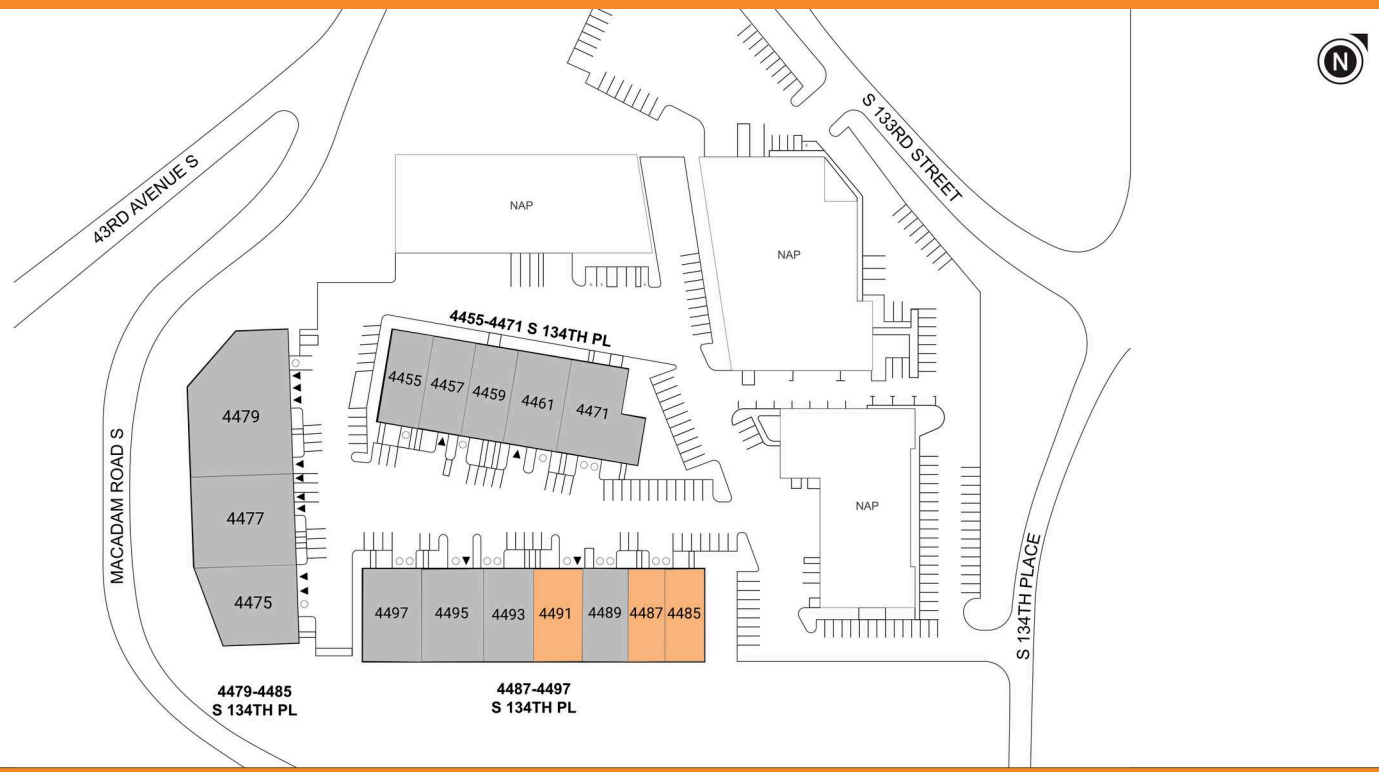 N
S 133RD STREET
43RD AVENUE S
NAP
NAP
4455-4471 S 134TH PL
4455
4457
4459
4461
4471
4479
4477
4475
MACADAM ROAD S
NAP
4497
4495
4493
4491
4489
4487
4485
S 134TH PLACE
4479-4485
S 134TH PL
4487-4497
S 134TH PL